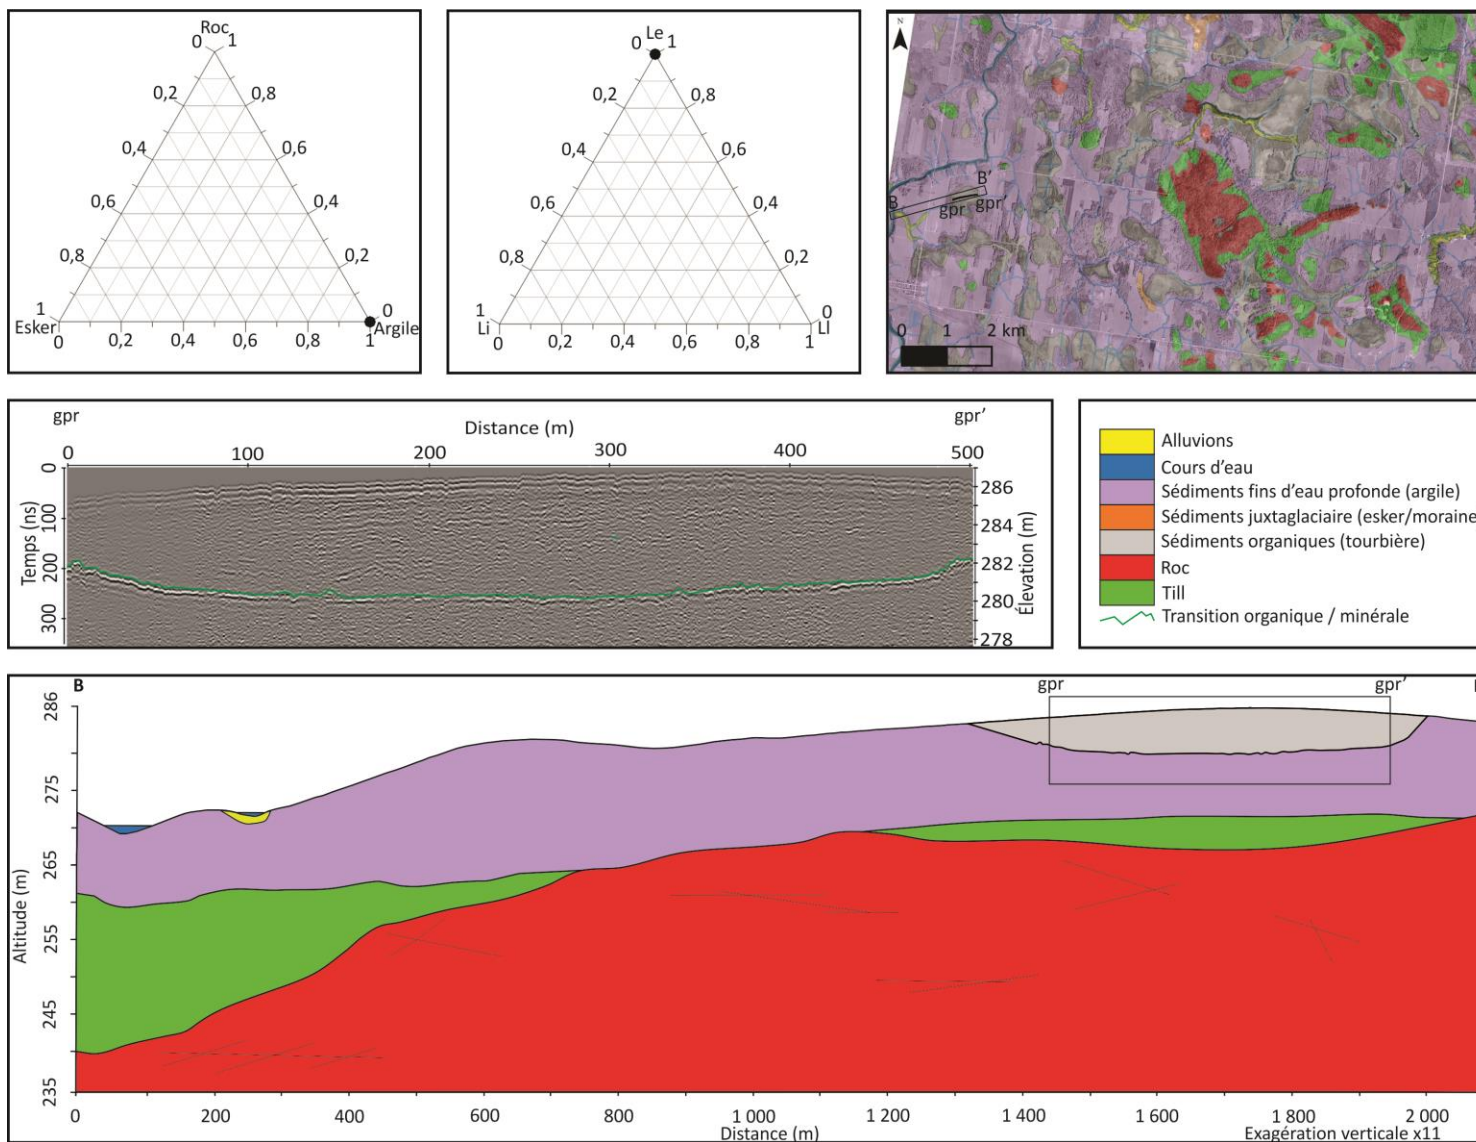 Roc
0 1
0,2 0,8
0,4 0,6
0,6 0,4
0,8 0,2
1 0
Esker Argile
0 0,2 0,4 0,6 0,8 1
Le
0 1
0,2 0,8
0,4 0,6
0,6 0,4
0,8 0,2
1 0
Li Ll
0 0,2 0,4 0,6 0,8 1
N
B'
B
gpr gpr'
0 1 2 km
gpr gpr'
Distance (m)
0 100 200 300 400 500
Temps (ns)
0
100
200
300
Élevation (m)
286
284
282
280
278
Alluvions
Cours d'eau
Sédiments fins d'eau profonde (argile)
Sédiments juxtaglaciaire (esker/moraine
Sédiments organiques (tourbière)
Roc
Till
Transition organique / minérale
B
gpr gpr'
286
275
265
255
245
235
Altitude (m)
0 200 400 600 800 1 000 1 200 1 400 1 600 1 800 2 000
Distance (m)
Exagération verticale x11